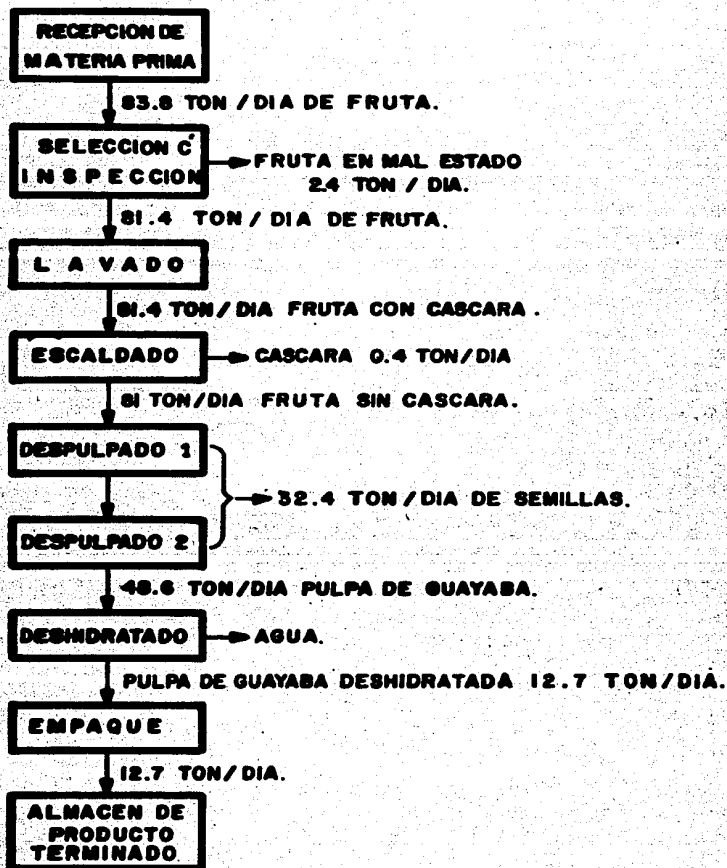 RECEPCION DE
MATERIA PRIMA
83.8 TON / DIA DE FRUTA.
SELECCION C'
INSPECCION
FRUTA EN MAL ESTADO
2.4 TON / DIA.
81.4 TON / DIA DE FRUTA.
LAVADO
81.4 TON / DIA FRUTA CON CASCARA.
ESCALDADO
CASCARA 0.4 TON/DIA
81 TON/DIA FRUTA SIN CASCARA.
DESPULPADO 1
32.4 TON / DIA DE SEMILLAS.
DESPULPADO 2
48.6 TON/DIA PULPA DE GUAYABA.
DESHIDRATADO
AGUA.
PULPA DE GUAYABA DESHIDRATADA 12.7 TON/DIA.
EMPAQUE
12.7 TON/DIA.
ALMACEN DE
PRODUCTO
TERMINADO